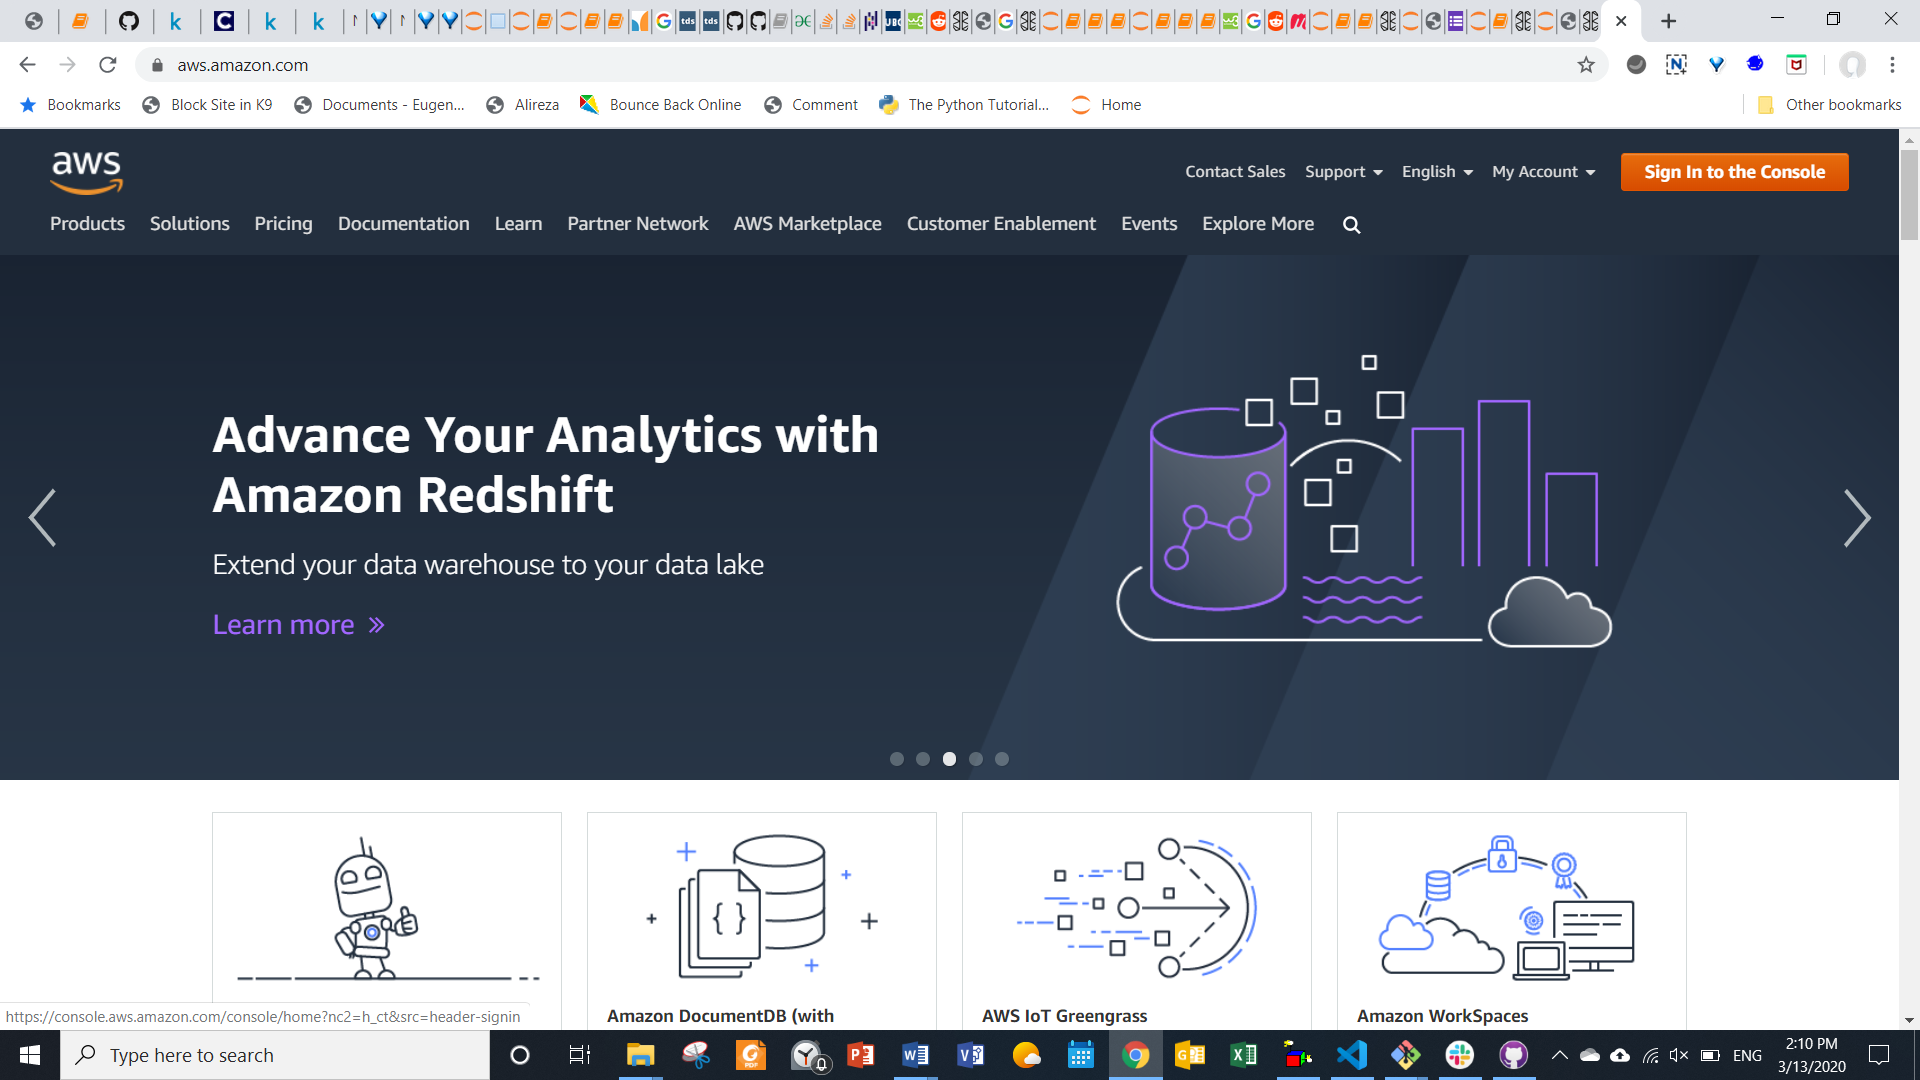 aws.amazon.com
Bookmarks Block Site in K9 Documents - Eugen... Alireza Bounce Back Online Comment The Python Tutorial... Home Other bookmarks
aws
Contact Sales Support English My Account Sign In to the Console
Products Solutions Pricing Documentation Learn Partner Network AWS Marketplace Customer Enablement Events Explore More
Advance Your Analytics with
Amazon Redshift
Extend your data warehouse to your data lake
Learn more »
{ }
Amazon DocumentDB (with
AWS IoT Greengrass
Amazon WorkSpaces
https://console.aws.amazon.com/console/home?nc2=h_ct&src=header-signin
Type here to search
ENG
2:10 PM
3/13/2020